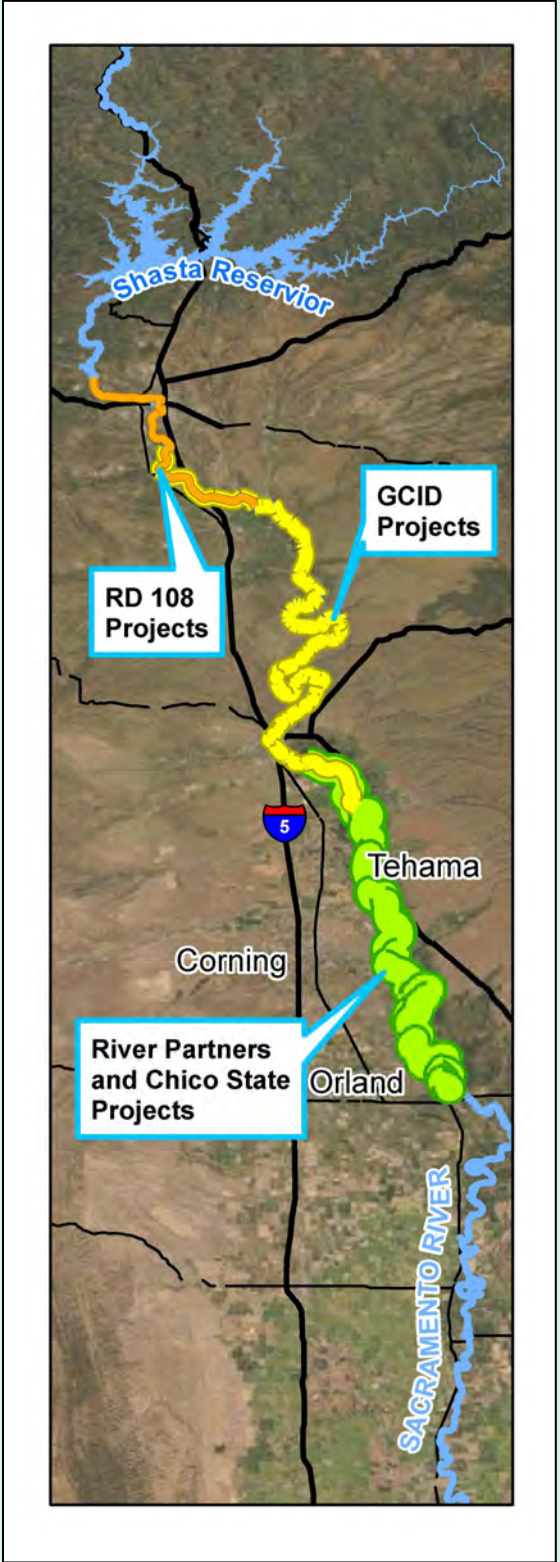 Shasta Reservior
GCID
Projects
RD 108
Projects
5
Tehama
Corning
River Partners
and Chico State
Projects
Orland
SACRAMENTO RIVER